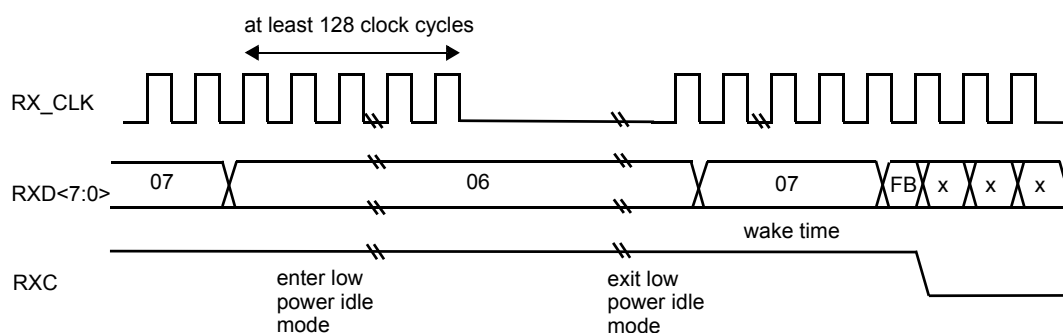 at least 128 clock cycles
RX_CLK
RXD<7:0>
07
06
07
FB
x
x
x
wake time
RXC
enter low
power idle
mode
exit low
power idle
mode